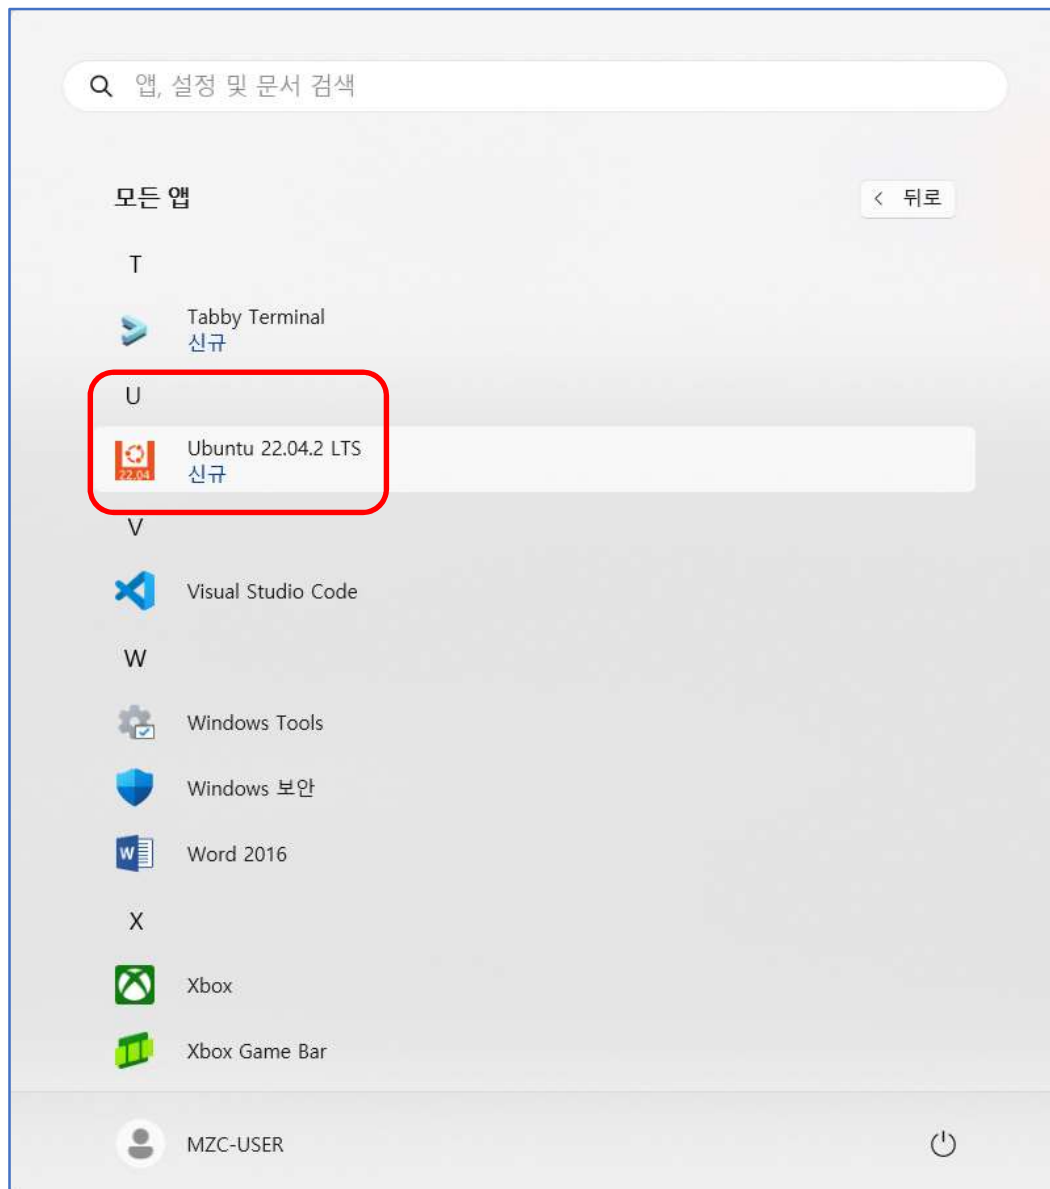 앱, 설정 및 문서 검색
모든 앱
뒤로
T
Tabby Terminal
신규
U
Ubuntu 22.04.2 LTS
신규
22.04
V
Visual Studio Code
W
Windows Tools
Windows 보안
W
Word 2016
X
Xbox
Xbox Game Bar
MZC-USER